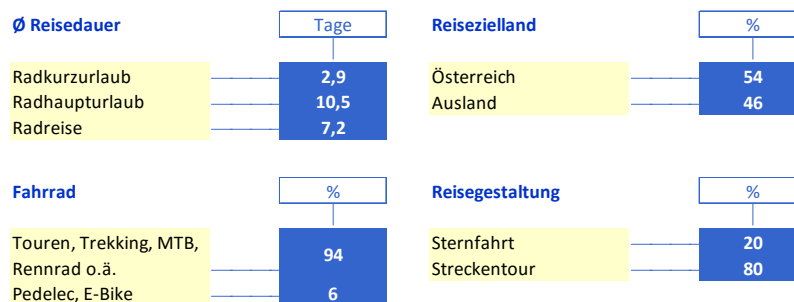 Ø Reisedauer Tage
Radkurzurlaub 2,9
Radhaupturlaub 10,5
Radreise 7,2
Reisezielland %
Österreich 54
Ausland 46
Fahrrad %
Touren, Trekking, MTB,
Rennrad o.ä. 94
Pedelec, E-Bike 6
Reisegestaltung %
Sternfahrt 20
Streckentour 80